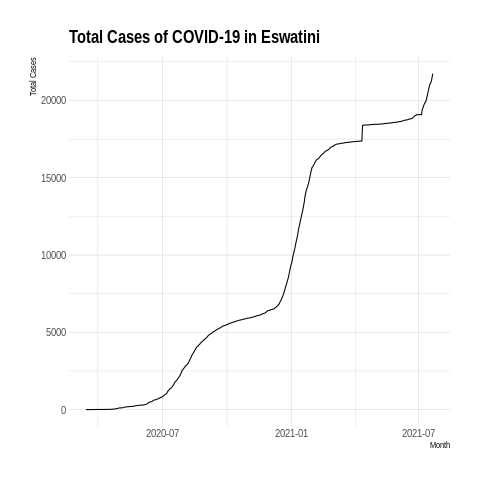 Total Cases of COVID-19 in Eswatini
Total Cases
20000
15000
10000
5000
0
2020-07
2021-01
2021-07
Month